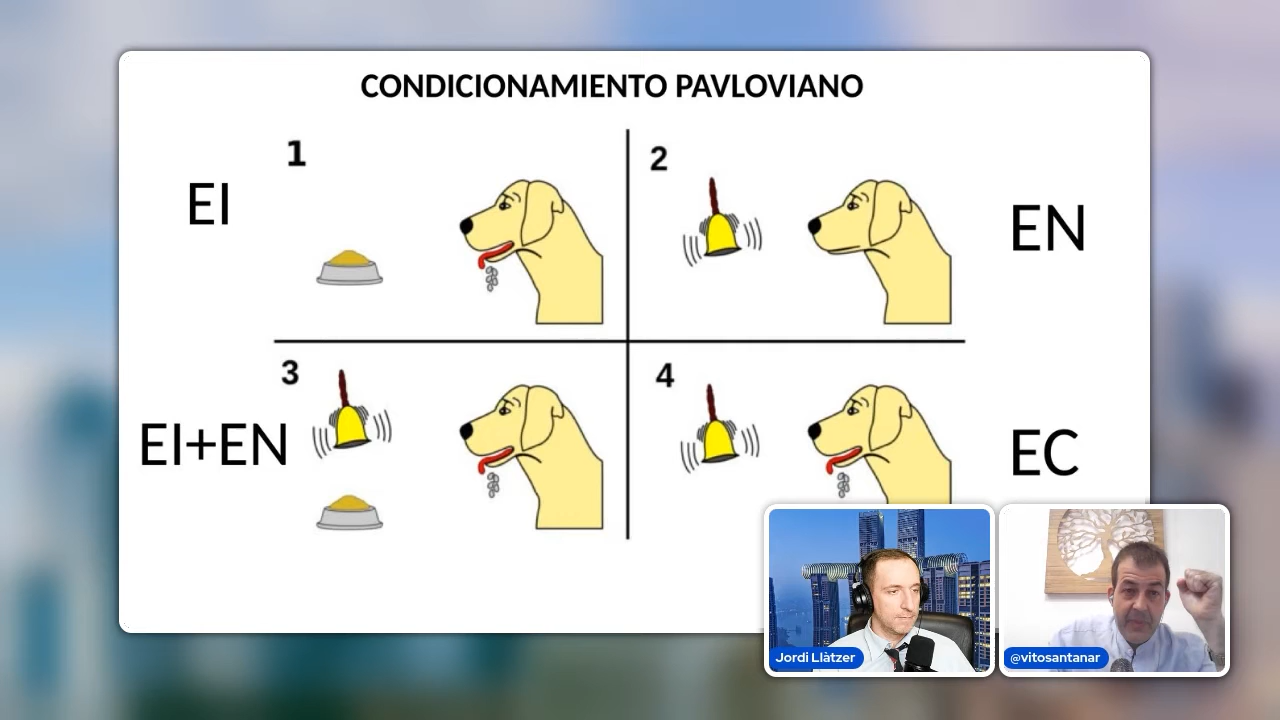 CONDICIONAMIENTO PAVLOVIANO
1
2
EI
EN
3
4
EI+EN
EC
Jordi Llàtzer
@vitosantanar